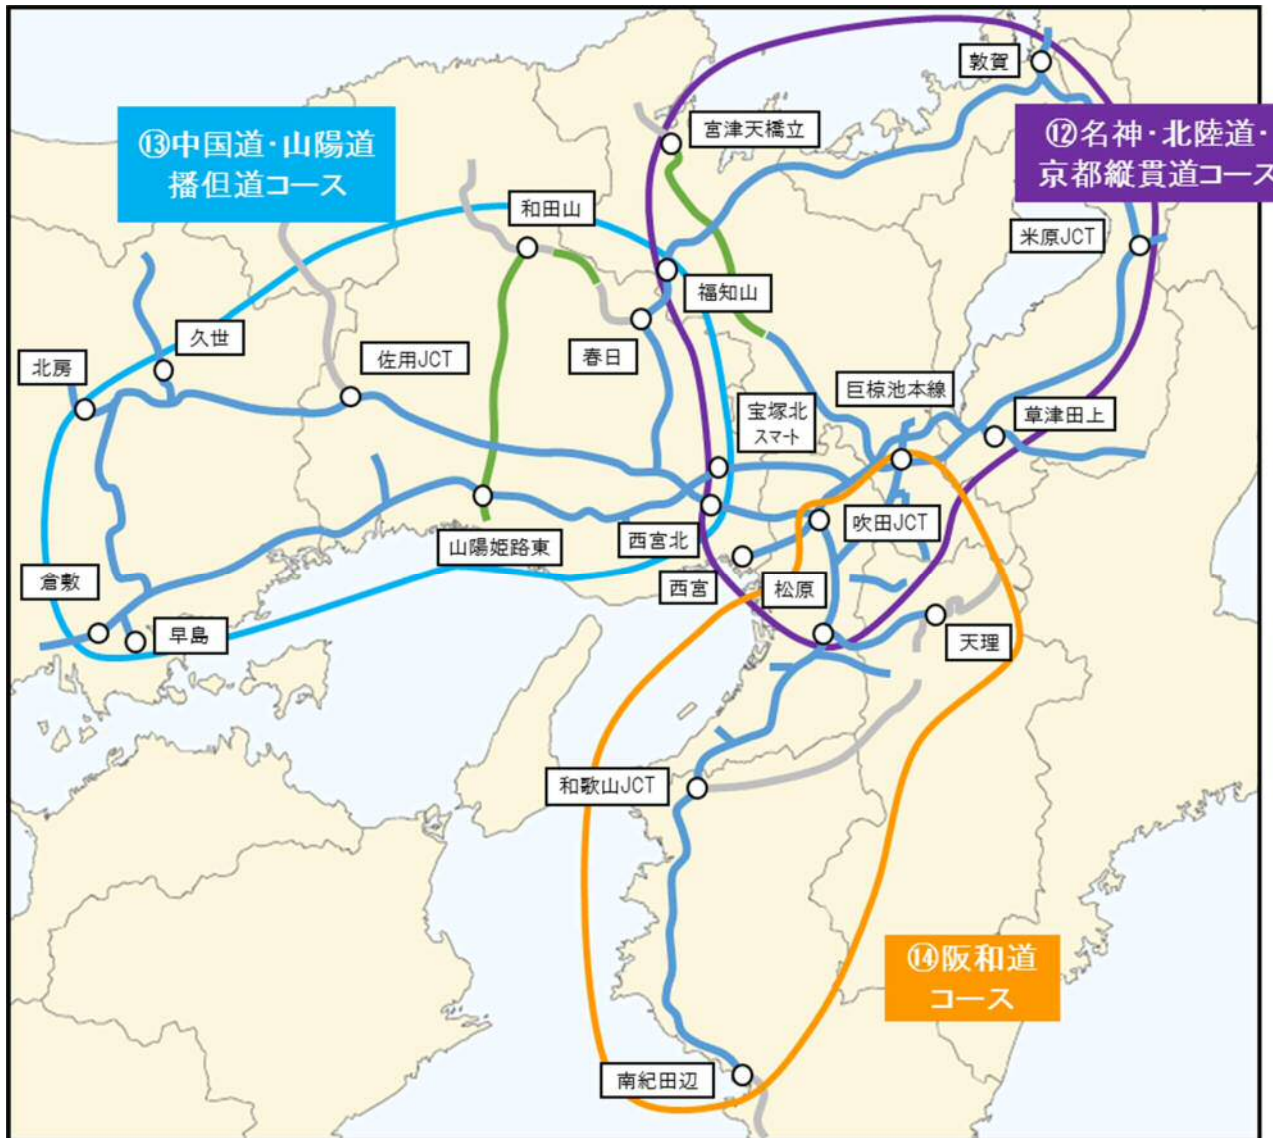 敦賀
宮津天橋立
⑬中国道・山陽道
播但道コース
⑫名神・北陸道・
京都縦貫道コース
和田山
米原JCT
福知山
久世
佐用JCT
春日
北房
巨椋池本線
宝塚北
スマート
草津田上
吹田JCT
山陽姫路東
西宮北
倉敷
西宮
松原
早島
天理
和歌山JCT
⑭阪和道
コース
南紀田辺